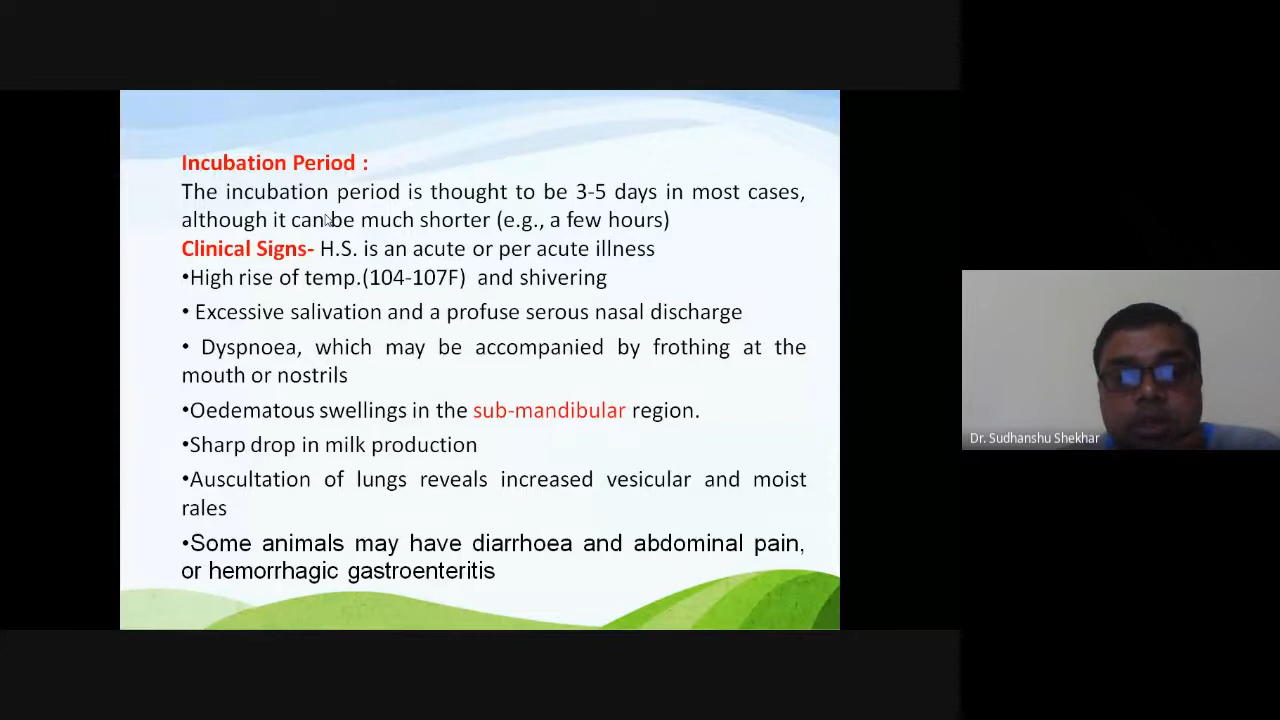 Incubation Period :
The incubation period is thought to be 3-5 days in most cases,
although it can be much shorter (e.g., a few hours)
Clinical Signs- H.S. is an acute or per acute illness
•High rise of temp.(104-107F) and shivering
• Excessive salivation and a profuse serous nasal discharge
• Dyspnoea, which may be accompanied by frothing at the
mouth or nostrils
•Oedematous swellings in the sub-mandibular region.
•Sharp drop in milk production
•Auscultation of lungs reveals increased vesicular and moist
rales
•Some animals may have diarrhoea and abdominal pain,
or hemorrhagic gastroenteritis
Dr. Sudhanshu Shekhar